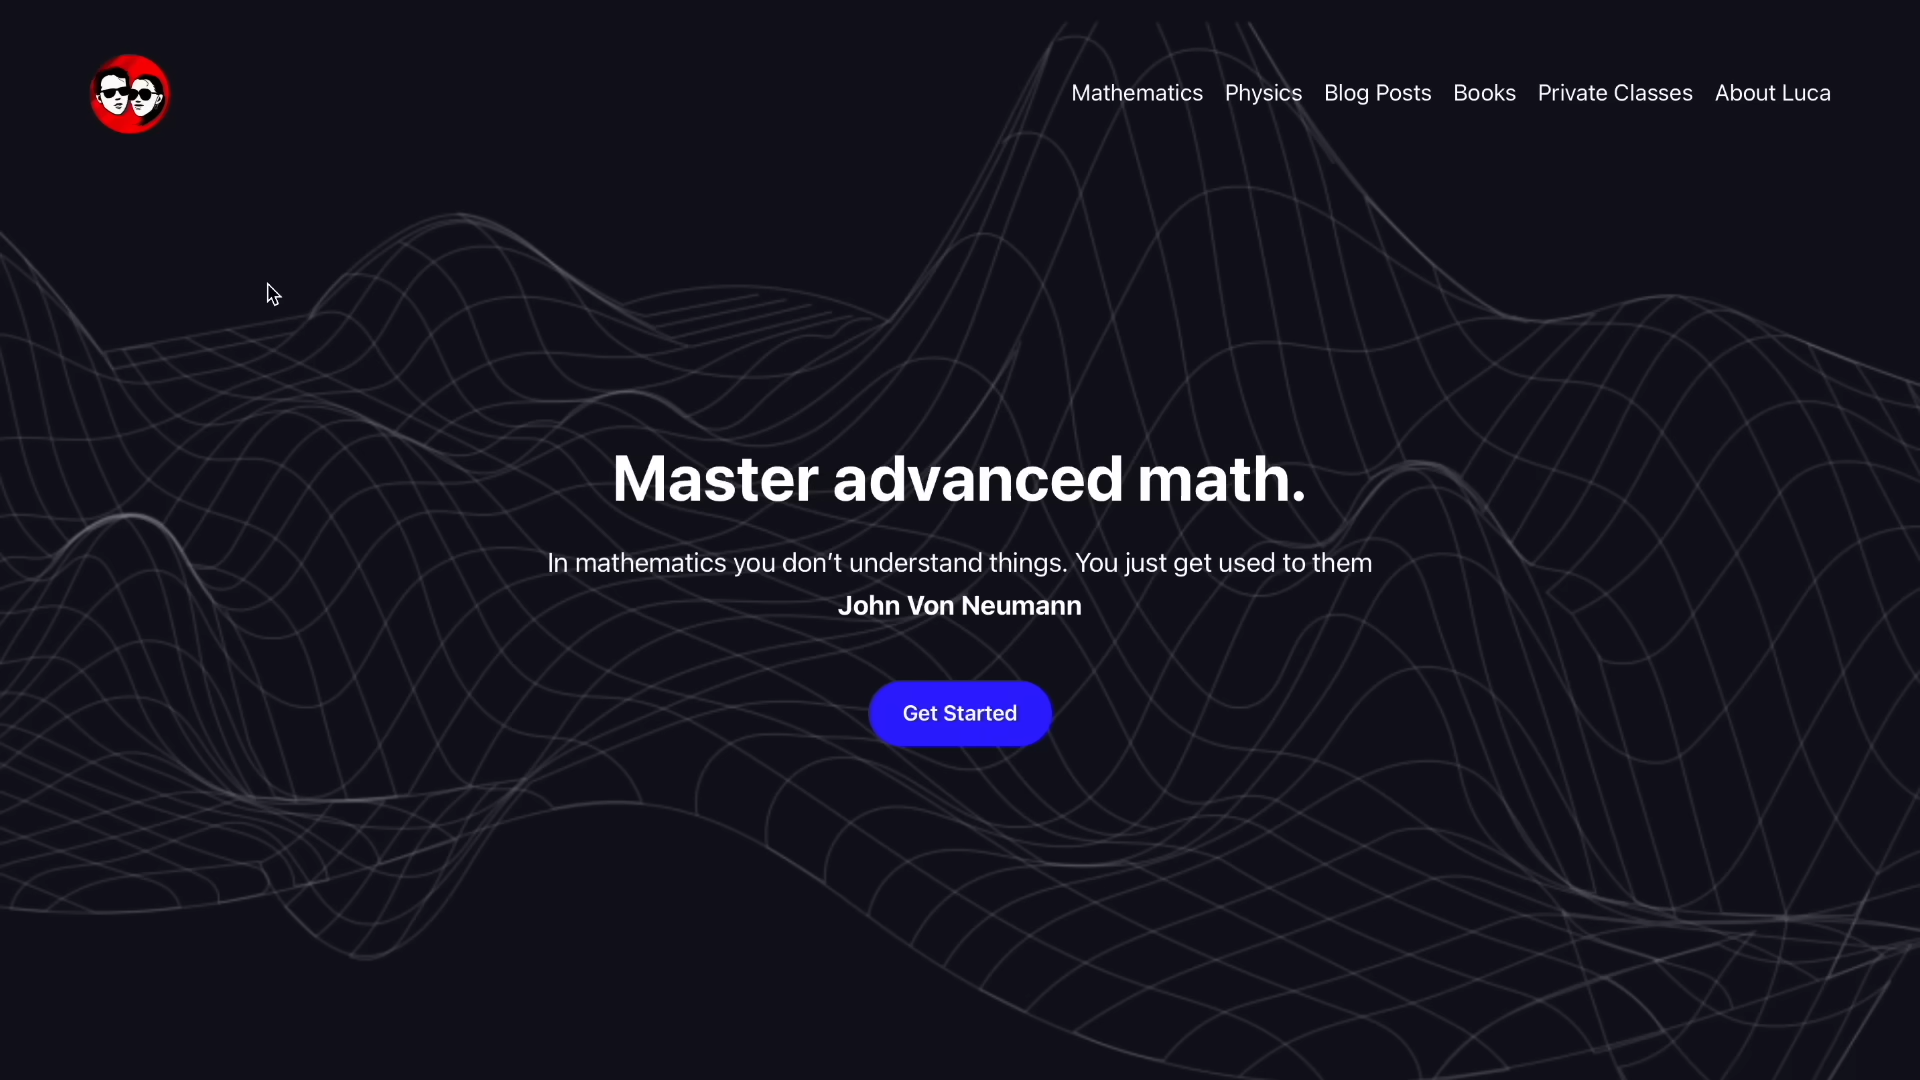 Mathematics Physics Blog Posts Books Private Classes About Luca
Master advanced math.
In mathematics you don’t understand things. You just get used to them
John Von Neumann
Get Started